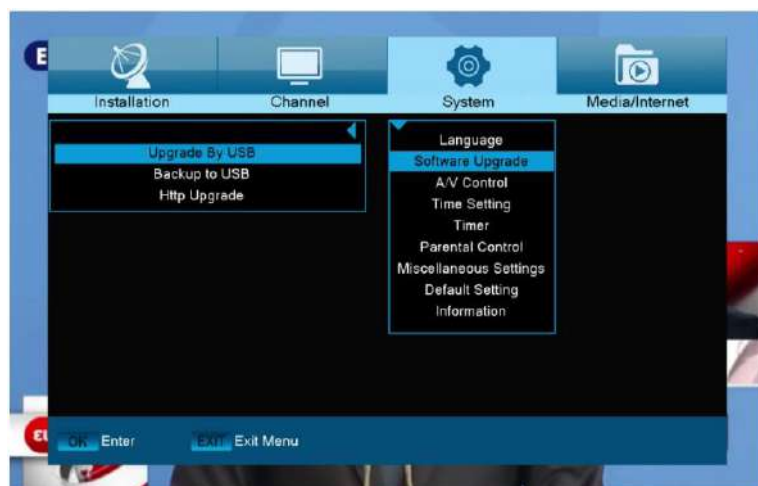 E
Installation
Channel
System
Media/Internet
Upgrade By USB
Backup to USB
Http Upgrade
Language
Software Upgrade
A/V Control
Time Setting
Timer
Parental Control
Miscellaneous Settings
Default Setting
Information
OK Enter
EXIT Exit Menu